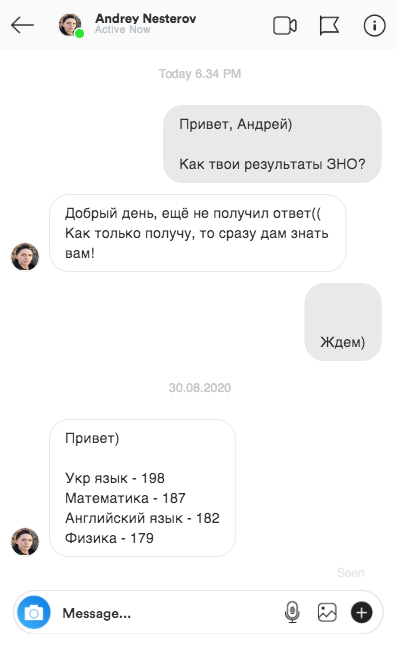 Andrey Nesterov
Active Now
Today 6.34 PM
Привет, Андрей)
Как твои результаты ЗНО?
Добрый день, ещё не получил ответ((
Как только получу, то сразу дам знать
вам!
Ждем)
30.08.2020
Привет)
Укр язык - 198
Математика - 187
Английский язык - 182
Физика - 179
Seen
Message...